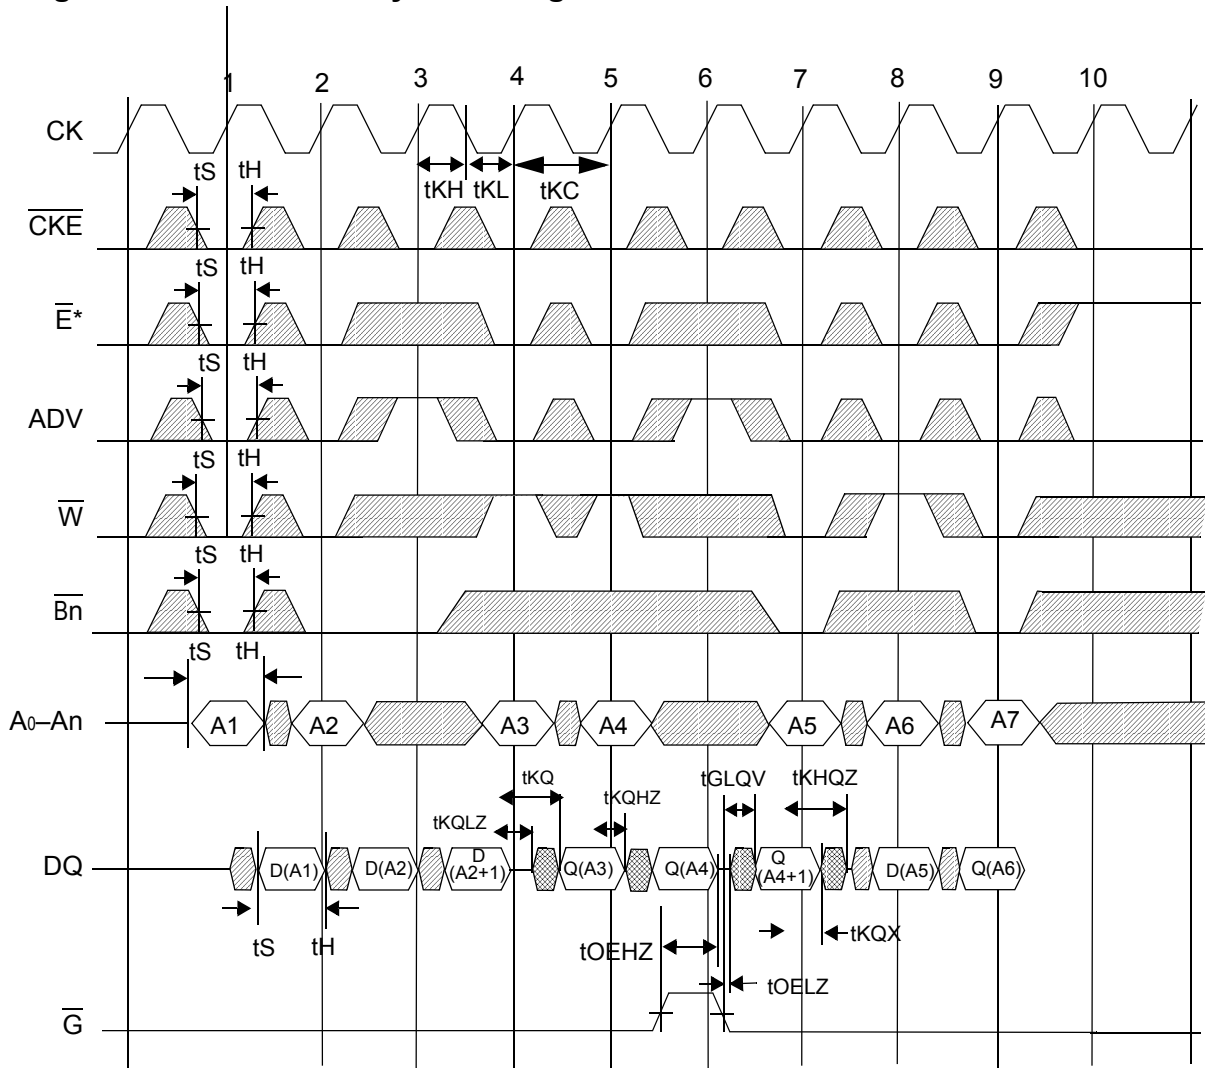 1 2 3 4 5 6 7 8 9 10
CK
tS tH tKH tKL tKC
CKE
tS tH
E*
tS tH
ADV
tS tH
W
tS tH
Bn
tS tH
A0–An A1 A2 A3 A4 A5 A6 A7
tKQ tGLQV tKHQZ
tKQLZ tKQHZ
DQ D(A1) D(A2) D (A2+1) Q(A3) Q(A4) Q (A4+1) D(A5) Q(A6)
tS tH tOEHZ tKQX
tOELZ
G